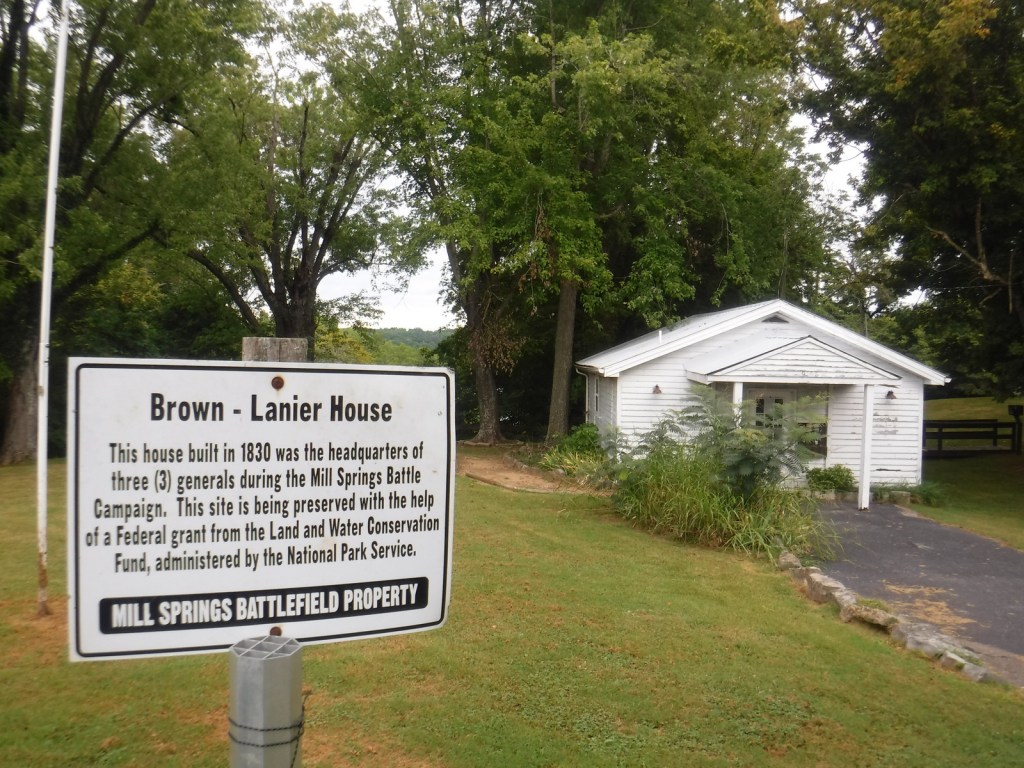 Brown - Lanier House
This house built in 1830 was the headquarters of
three (3) generals during the Mill Springs Battle
Campaign. This site is being preserved with the help
of a Federal grant from the Land and Water Conservation
Fund, administered by the National Park Service.
MILL SPRINGS BATTLEFIELD PROPERTY